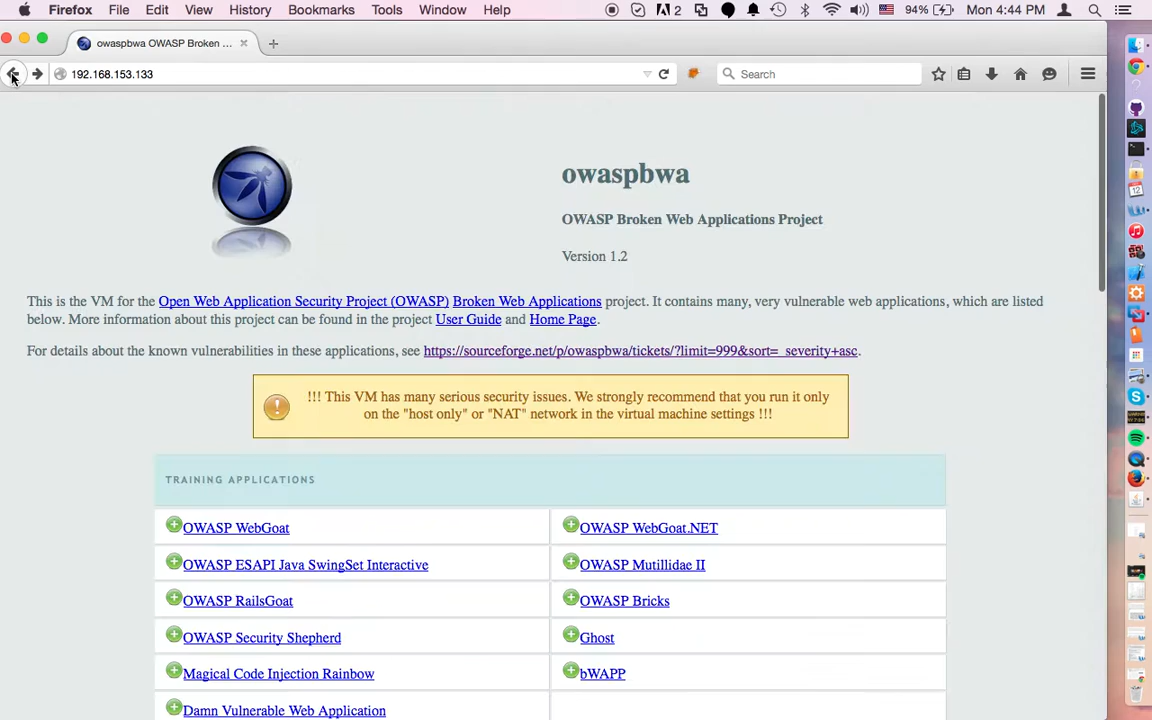 Firefox File Edit View History Bookmarks Tools Window Help 2 94% Mon 4:44 PM
owaspbwa OWASP Broken ...
192.168.153.133 Search
owaspbwa
OWASP Broken Web Applications Project
Version 1.2
This is the VM for the Open Web Application Security Project (OWASP) Broken Web Applications project. It contains many, very vulnerable web applications, which are listed
below. More information about this project can be found in the project User Guide and Home Page.
For details about the known vulnerabilities in these applications, see https://sourceforge.net/p/owaspbwa/tickets/?limit=999&sort=_severity+asc.
!!! This VM has many serious security issues. We strongly recommend that you run it only
on the "host only" or "NAT" network in the virtual machine settings !!!
TRAINING APPLICATIONS
OWASP WebGoat OWASP WebGoat.NET
OWASP ESAPI Java SwingSet Interactive OWASP Mutillidae II
OWASP RailsGoat OWASP Bricks
OWASP Security Shepherd Ghost
Magical Code Injection Rainbow bWAPP
Damn Vulnerable Web Application